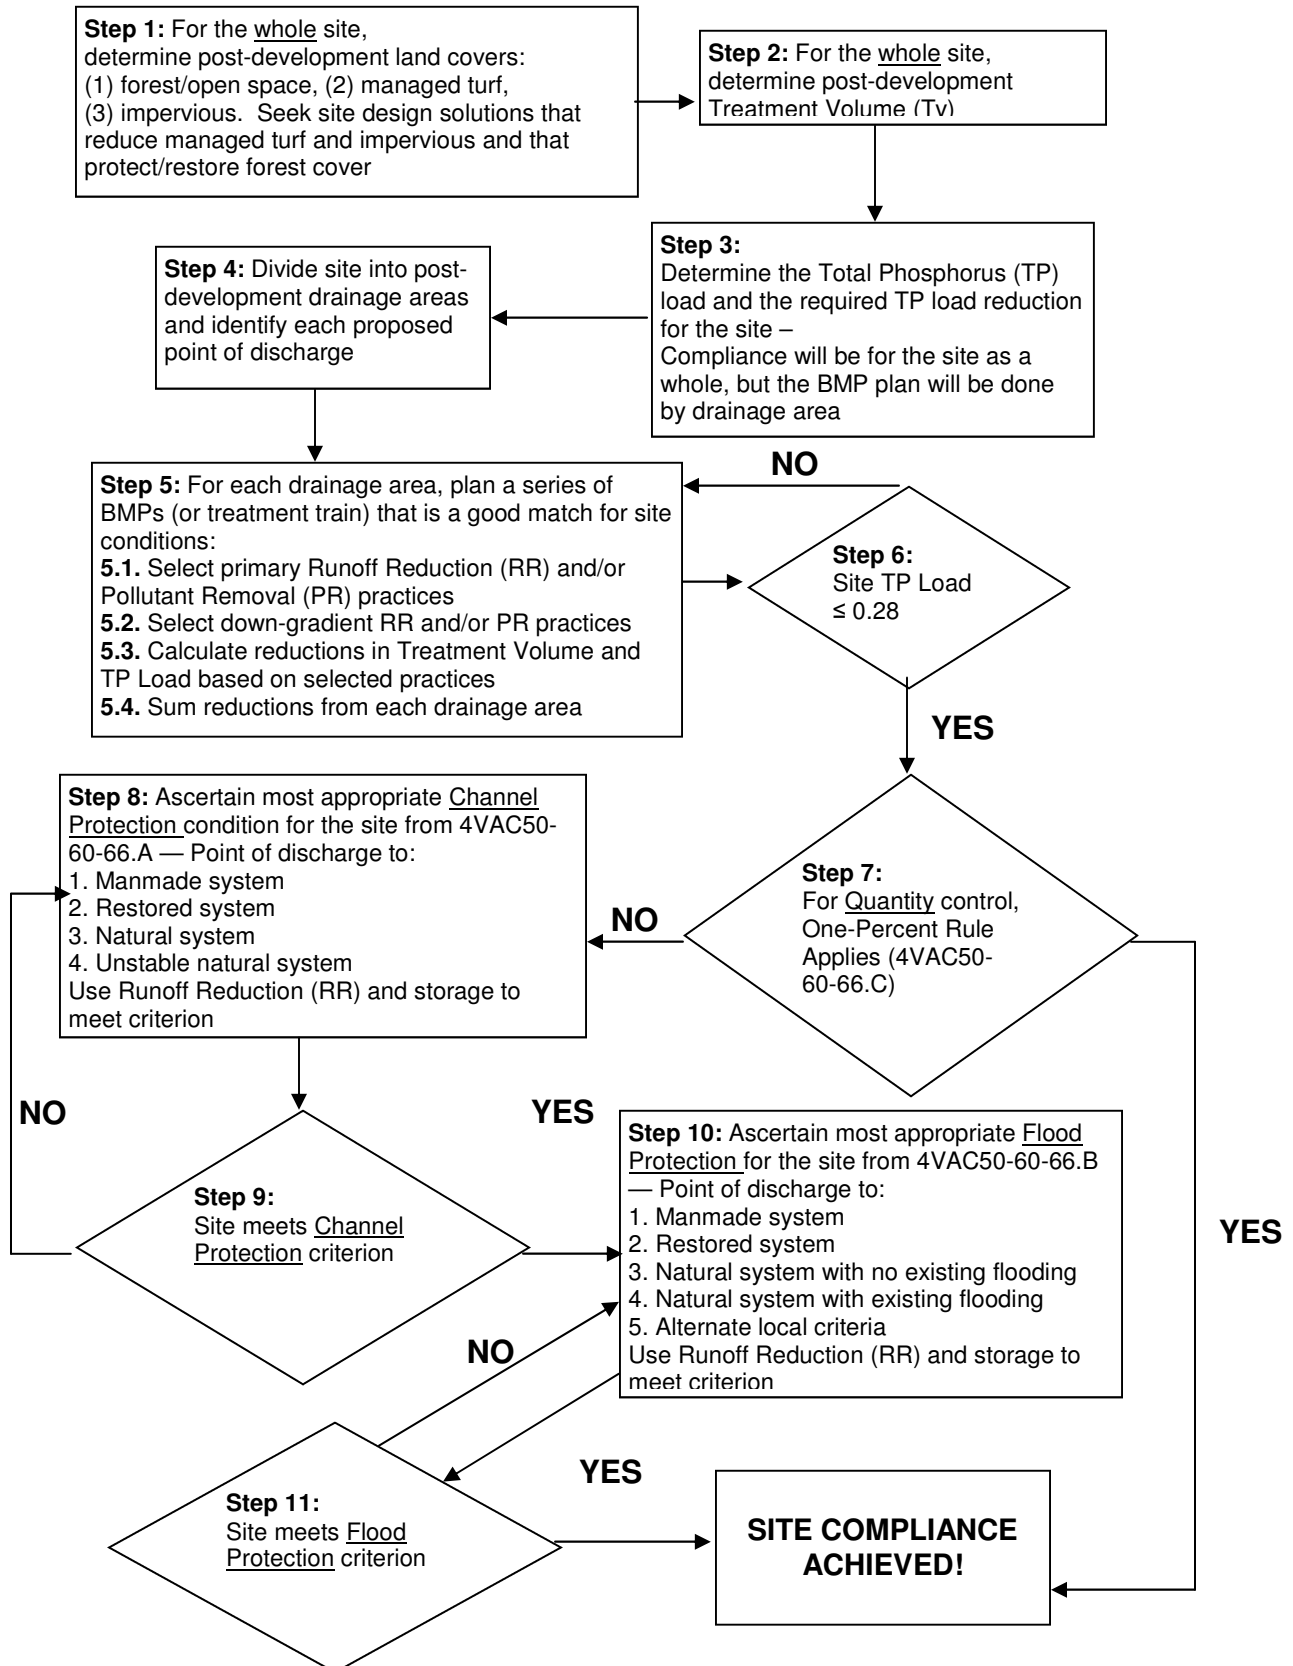 Step 1: For the whole site,
determine post-development land covers:
(1) forest/open space, (2) managed turf,
(3) impervious.  Seek site design solutions that
reduce managed turf and impervious and that
protect/restore forest cover
Step 2: For the whole site,
determine post-development
Treatment Volume (Tv)
Step 3:
Determine the Total Phosphorus (TP)
load and the required TP load reduction
for the site –
Compliance will be for the site as a
whole, but the BMP plan will be done
by drainage area
Step 4: Divide site into post-
development drainage areas
and identify each proposed
point of discharge
Step 5: For each drainage area, plan a series of
BMPs (or treatment train) that is a good match for site
conditions:
5.1. Select primary Runoff Reduction (RR) and/or
Pollutant Removal (PR) practices
5.2. Select down-gradient RR and/or PR practices
5.3. Calculate reductions in Treatment Volume and
TP Load based on selected practices
5.4. Sum reductions from each drainage area
NO
Step 6:
Site TP Load
≤ 0.28
YES
Step 7:
For Quantity control,
One-Percent Rule
Applies (4VAC50-
60-66.C)
NO
YES
Step 8: Ascertain most appropriate Channel
Protection condition for the site from 4VAC50-
60-66.A — Point of discharge to:
1. Manmade system
2. Restored system
3. Natural system
4. Unstable natural system
Use Runoff Reduction (RR) and storage to
meet criterion
NO
YES
Step 9:
Site meets Channel
Protection criterion
Step 10: Ascertain most appropriate Flood
Protection for the site from 4VAC50-60-66.B
— Point of discharge to:
1. Manmade system
2. Restored system
3. Natural system with no existing flooding
4. Natural system with existing flooding
5. Alternate local criteria
Use Runoff Reduction (RR) and storage to
meet criterion
NO
YES
Step 11:
Site meets Flood
Protection criterion
SITE COMPLIANCE
ACHIEVED!